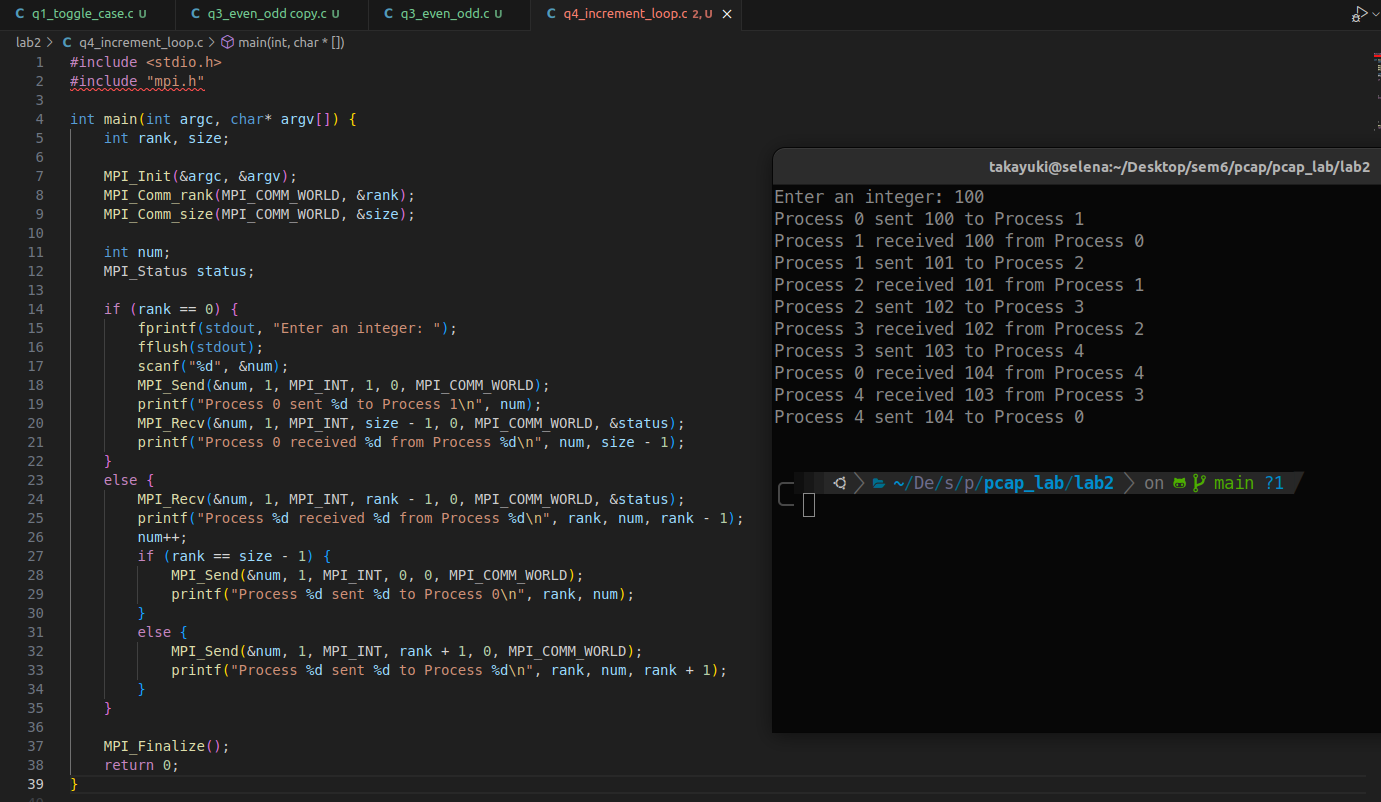 C q1_toggle_case.c U
C q3_even_odd copy.c U
C q3_even_odd.c U
C q4_increment_loop.c 2, U
lab2 > C q4_increment_loop.c > main(int, char * [])
1 #include <stdio.h>
2 #include "mpi.h"
3
4 int main(int argc, char* argv[]) {
5     int rank, size;
6
7     MPI_Init(&argc, &argv);
8     MPI_Comm_rank(MPI_COMM_WORLD, &rank);
9     MPI_Comm_size(MPI_COMM_WORLD, &size);
10
11     int num;
12     MPI_Status status;
13
14     if (rank == 0) {
15         fprintf(stdout, "Enter an integer: ");
16         fflush(stdout);
17         scanf("%d", &num);
18         MPI_Send(&num, 1, MPI_INT, 1, 0, MPI_COMM_WORLD);
19         printf("Process 0 sent %d to Process 1\n", num);
20         MPI_Recv(&num, 1, MPI_INT, size - 1, 0, MPI_COMM_WORLD, &status);
21         printf("Process 0 received %d from Process %d\n", num, size - 1);
22     }
23     else {
24         MPI_Recv(&num, 1, MPI_INT, rank - 1, 0, MPI_COMM_WORLD, &status);
25         printf("Process %d received %d from Process %d\n", rank, num, rank - 1);
26         num++;
27         if (rank == size - 1) {
28             MPI_Send(&num, 1, MPI_INT, 0, 0, MPI_COMM_WORLD);
29             printf("Process %d sent %d to Process 0\n", rank, num);
30         }
31         else {
32             MPI_Send(&num, 1, MPI_INT, rank + 1, 0, MPI_COMM_WORLD);
33             printf("Process %d sent %d to Process %d\n", rank, num, rank + 1);
34         }
35     }
36
37     MPI_Finalize();
38     return 0;
39 }
takayuki@selena:~/Desktop/sem6/pcap/pcap_lab/lab2
Enter an integer: 100
Process 0 sent 100 to Process 1
Process 1 received 100 from Process 0
Process 1 sent 101 to Process 2
Process 2 received 101 from Process 1
Process 2 sent 102 to Process 3
Process 3 received 102 from Process 2
Process 3 sent 103 to Process 4
Process 0 received 104 from Process 4
Process 4 received 103 from Process 3
Process 4 sent 104 to Process 0
~/De/s/p/pcap_lab/lab2 > on main ?1